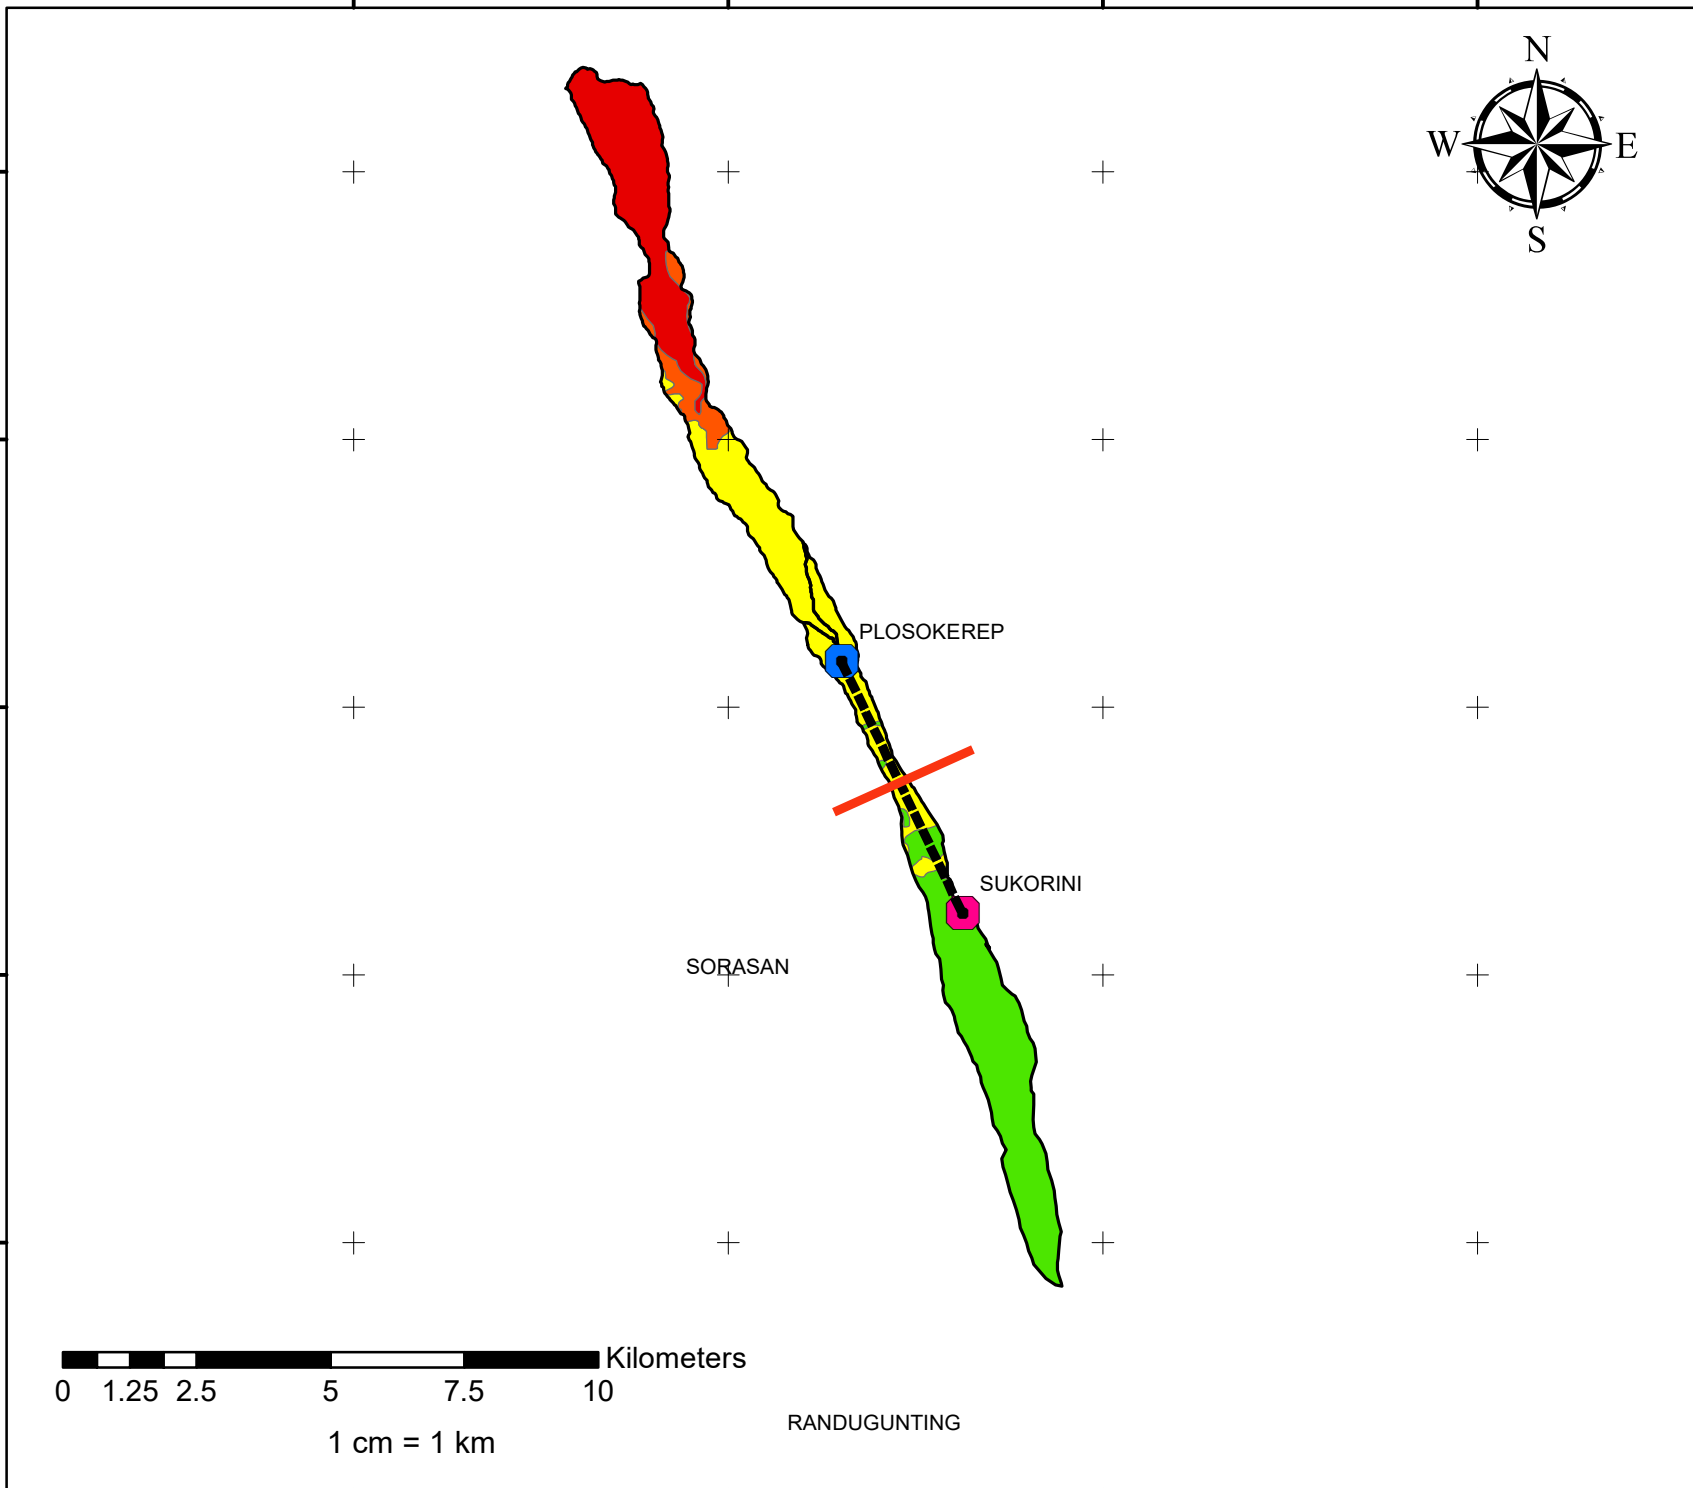 N
W E
S
PLOSOKEREP
SUKORINI
SORASAN
Kilometers
0 1.25 2.5 5 7.5 10
1 cm = 1 km
RANDUGUNTING